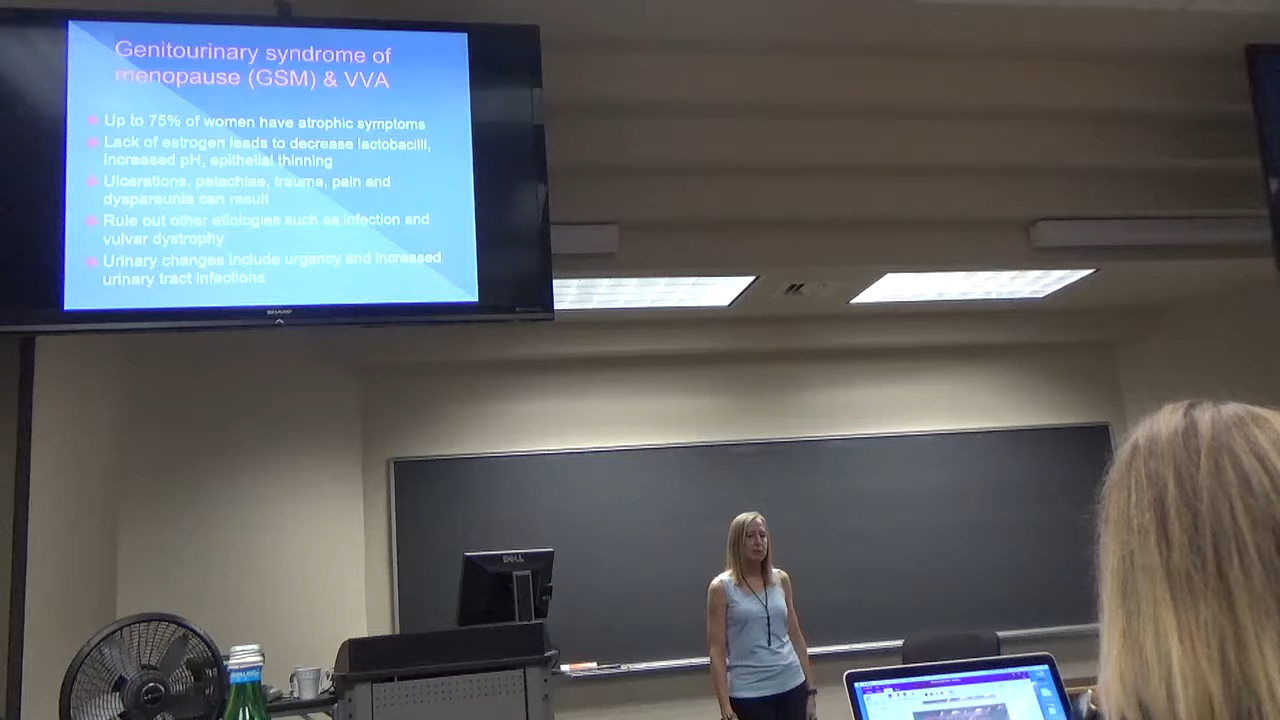 Genitourinary syndrome of
menopause (GSM) & VVA
Up to 75% of women have atrophic symptoms
Lack of estrogen leads to decrease lactobacilli,
increased pH, epithelial thinning
Ulcerations, petechiae, trauma, pain and
dyspareunia can result
Rule out other etiologies such as infection and
vulvar dystrophy
Urinary changes include urgency and increased
urinary tract infections
SHARP
DELL